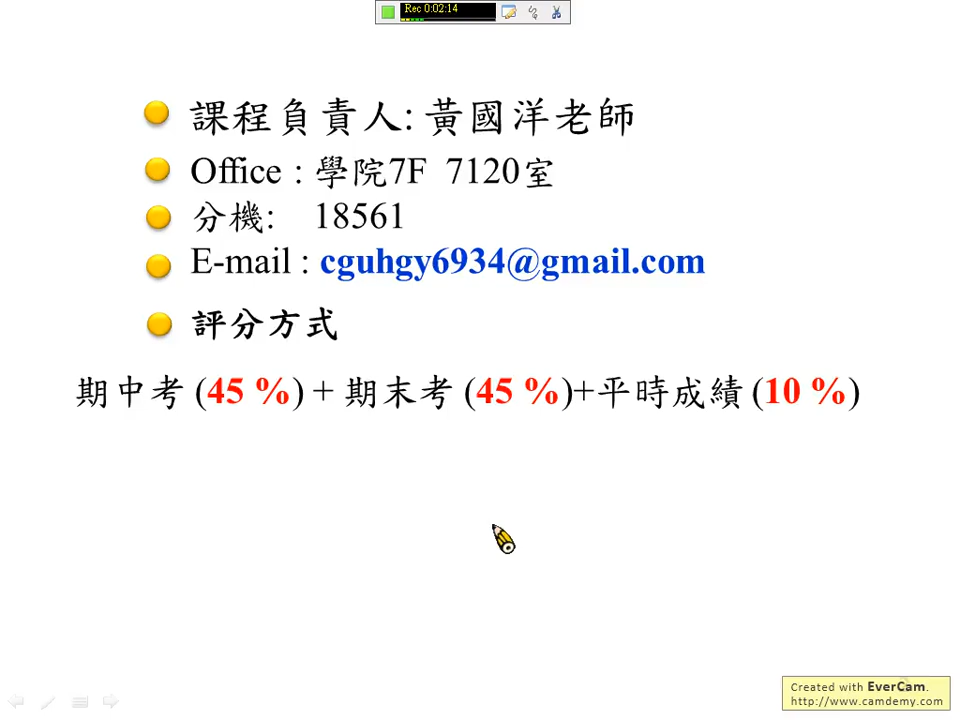 Rec 0:02:14
課程負責人: 黃國洋老師
Office : 學院7F 7120室
分機: 18561
E-mail : cguhgy6934@gmail.com
評分方式
期中考 (45 %) + 期末考 (45 %)+平時成績 (10 %)
Created with EverCam.
http://www.camdemy.com